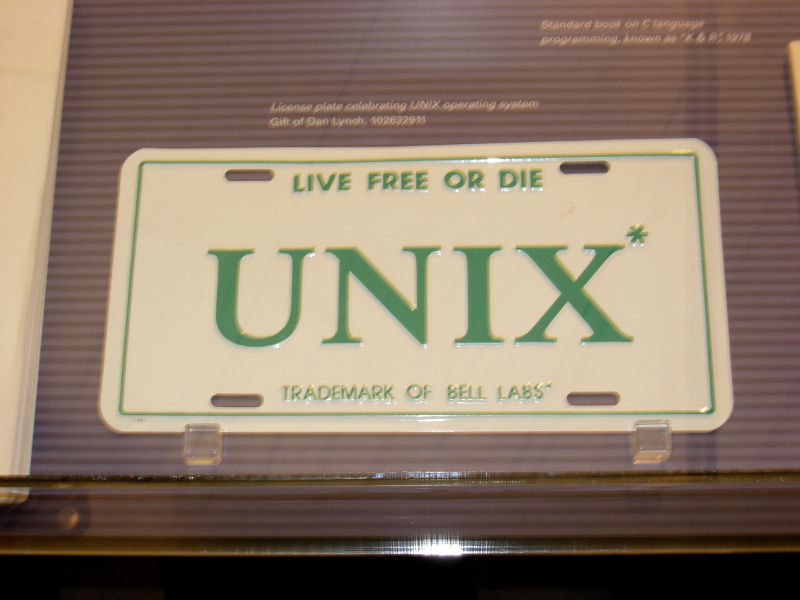 Standard book on C language
programming, known as "K & R", 1978
License plate celebrating UNIX operating system
Gift of Dan Lynch, 102632911
LIVE FREE OR DIE
UNIX*
TRADEMARK OF BELL LABS*